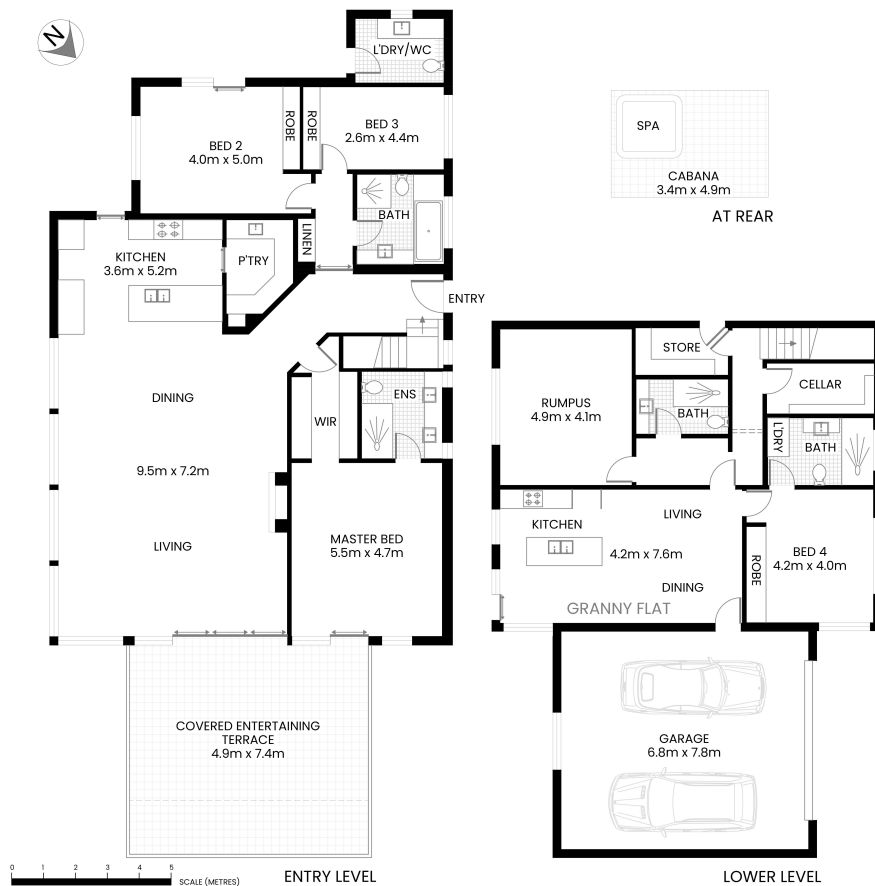 N
L'DRY/WC
BED 2
4.0m x 5.0m
ROBE
ROBE
BED 3
2.6m x 4.4m
BATH
LINEN
KITCHEN
3.6m x 5.2m
P'TRY
ENTRY
DINING
9.5m x 7.2m
LIVING
WIR
ENS
MASTER BED
5.5m x 4.7m
COVERED ENTERTAINING
TERRACE
4.9m x 7.4m
0 1 2 3 4 5
SCALE (METRES)
ENTRY LEVEL
SPA
CABANA
3.4m x 4.9m
AT REAR
STORE
CELLAR
RUMPUS
4.9m x 4.1m
BATH
L'DRY
BATH
KITCHEN
LIVING
4.2m x 7.6m
DINING
GRANNY FLAT
ROBE
BED 4
4.2m x 4.0m
GARAGE
6.8m x 7.8m
LOWER LEVEL